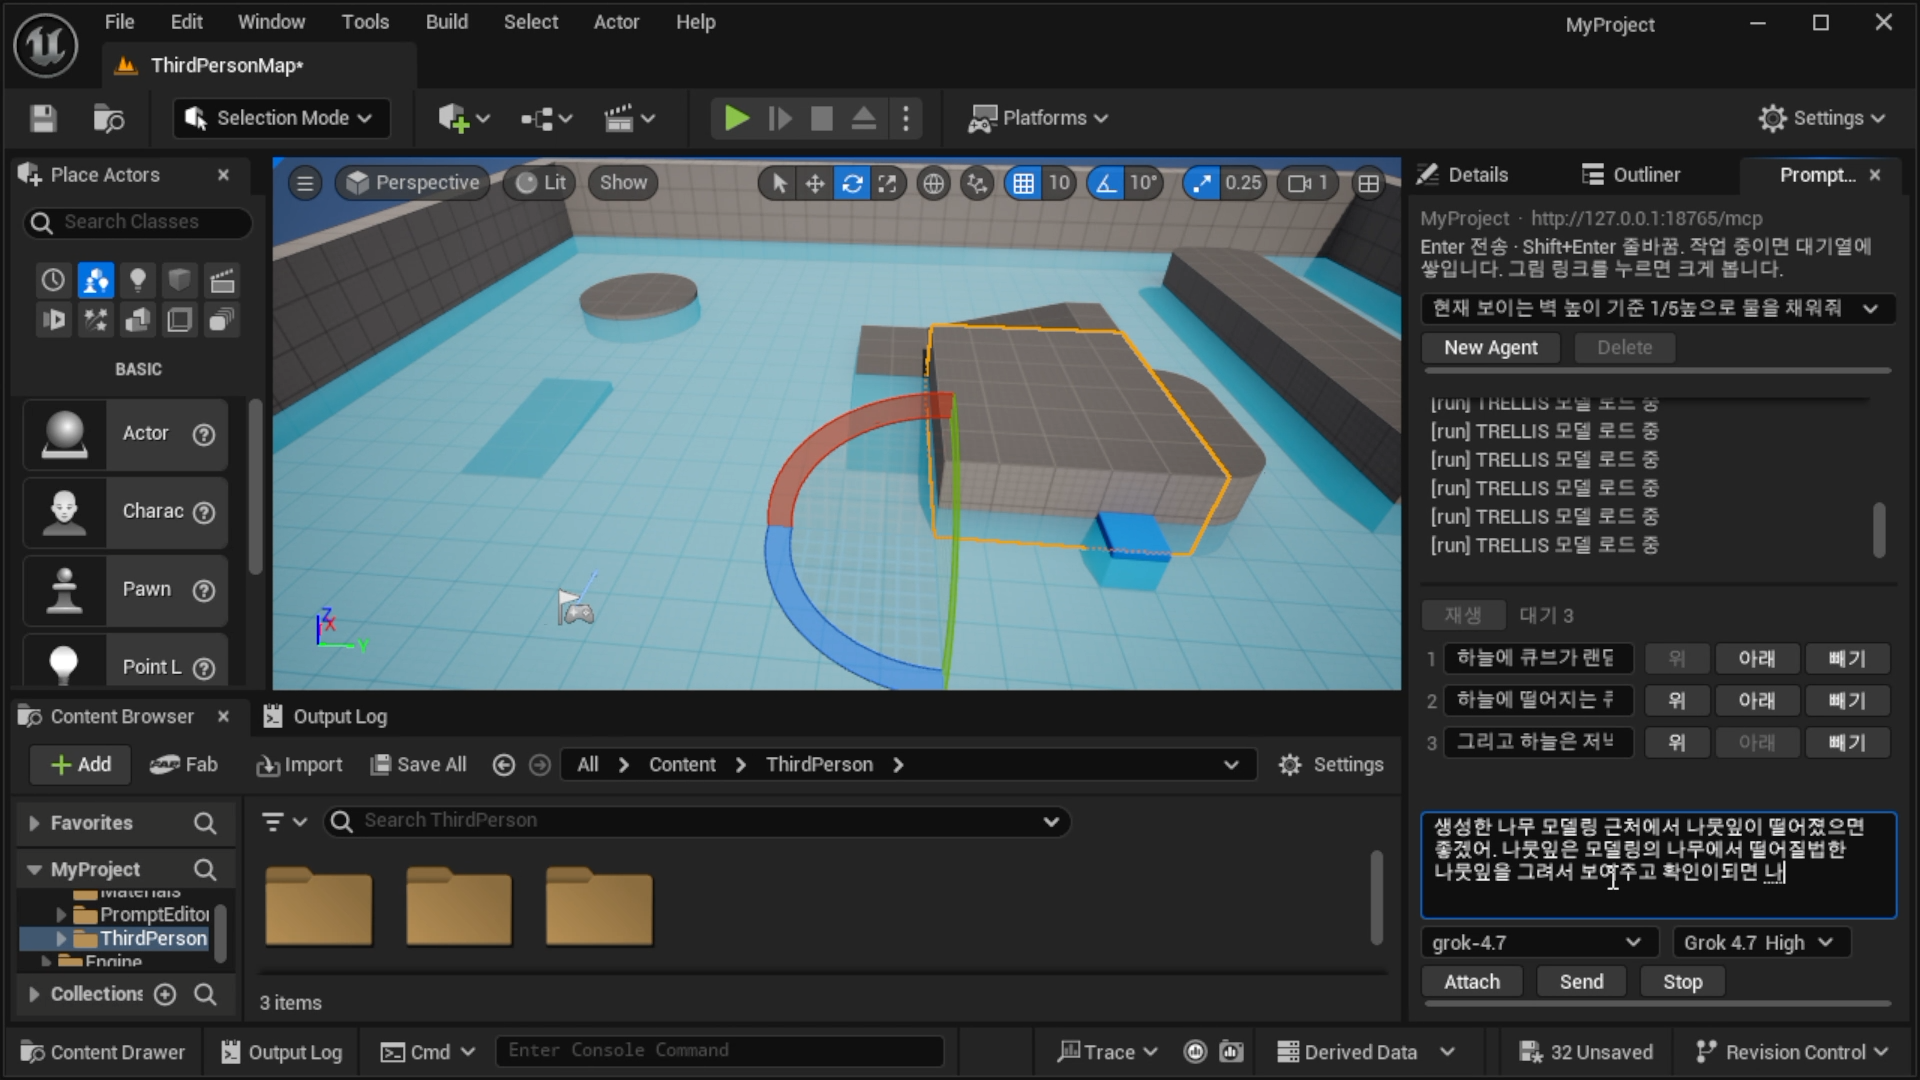 File Edit Window Tools Build Select Actor Help MyProject
ThirdPersonMap*
Selection Mode Platforms Settings
Place Actors
Search Classes
BASIC
Actor
Charac
Pawn
Point L
Perspective Lit Show 10 10° 0.25 1
Z X Y
Details Outliner Prompt...
MyProject · http://127.0.0.1:18765/mcp
Enter 전송 · Shift+Enter 줄바꿈. 작업 중이면 대기열에
쌓입니다. 그림 링크를 누르면 크게 봅니다.
현재 보이는 벽 높이 기준 1/5높으로 물을 채워줘
New Agent Delete
[run] TRELLIS 모델 로드 중
[run] TRELLIS 모델 로드 중
[run] TRELLIS 모델 로드 중
[run] TRELLIS 모델 로드 중
[run] TRELLIS 모델 로드 중
[run] TRELLIS 모델 로드 중
재생 대기 3
1 하늘에 큐브가 위 아래 빼기
2 하늘에 떨어지는 위 아래 빼기
3 그리고 하늘은 위 아래 빼기
생성한 나무 모델링 근처에서 나뭇잎이 떨어졌으면
좋겠어. 나뭇잎은 모델링의 나무에서 떨어질법한
나뭇잎을 그려서 보여주고 확인이되면 나
grok-4.7 Grok 4.7 High
Attach Send Stop
Content Browser Output Log
Add Fab Import Save All All Content ThirdPerson Settings
Favorites
MyProject
Materials
PromptEditor
ThirdPerson
Engine
Collections
Search ThirdPerson
3 items
Content Drawer Output Log Cmd Enter Console Command Trace Derived Data 32 Unsaved Revision Control